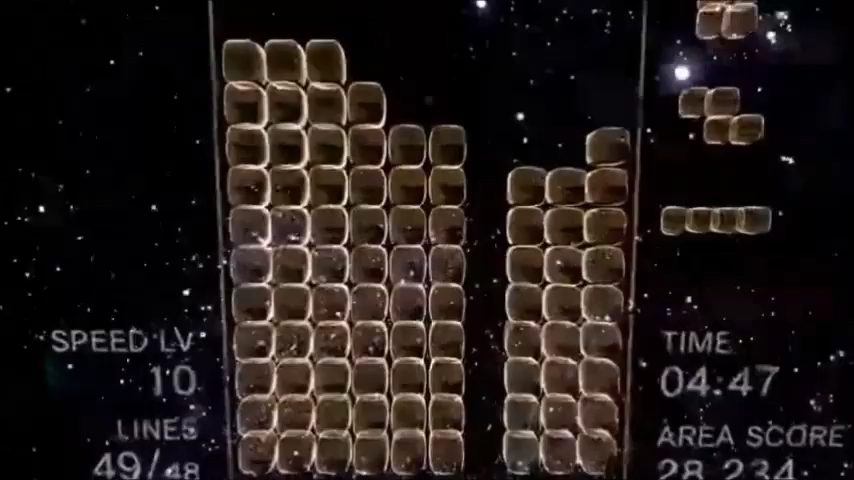 SPEED LV
10
LINES
49/48
TIME
04:47
AREA SCORE
28,234